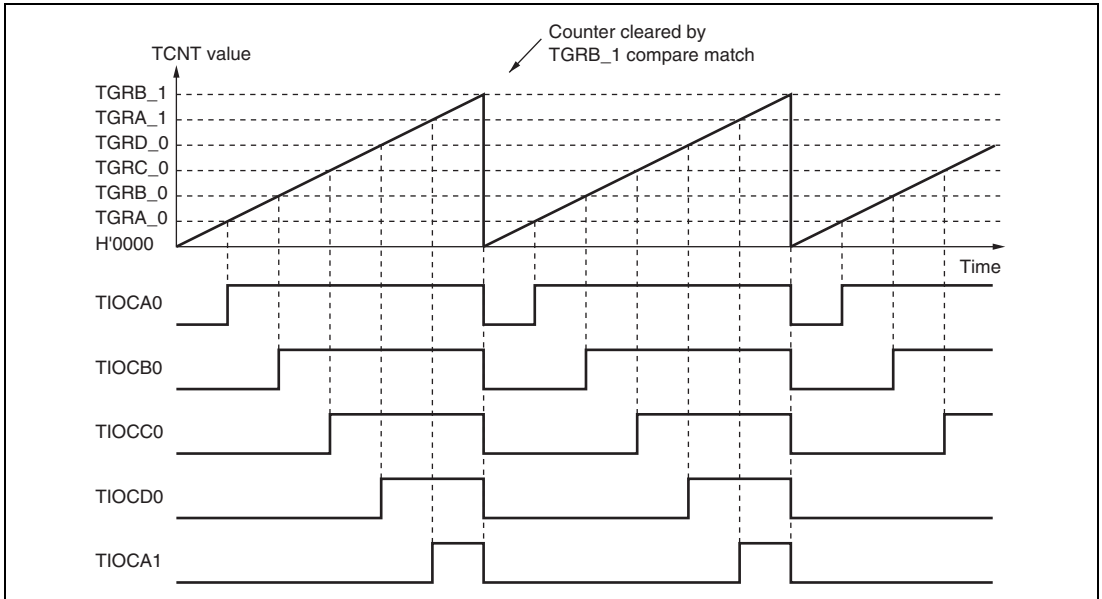 Counter cleared by
TGRB_1 compare match
TCNT value
TGRB_1
TGRA_1
TGRD_0
TGRC_0
TGRB_0
TGRA_0
H'0000
Time
TIOCA0
TIOCB0
TIOCC0
TIOCD0
TIOCA1